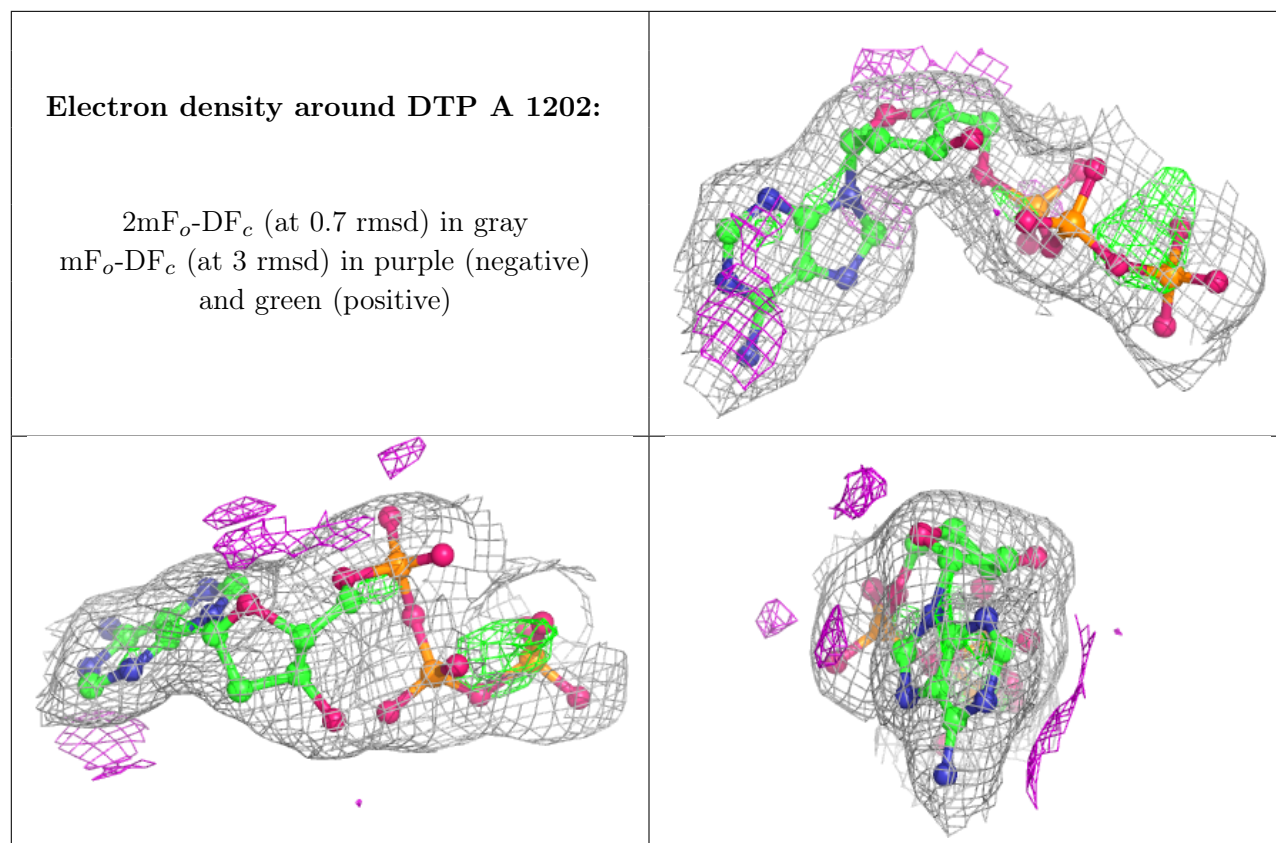 Electron density around DTP A 1202:
2mFo-DFc (at 0.7 rmsd) in gray
mFo-DFc (at 3 rmsd) in purple (negative)
and green (positive)